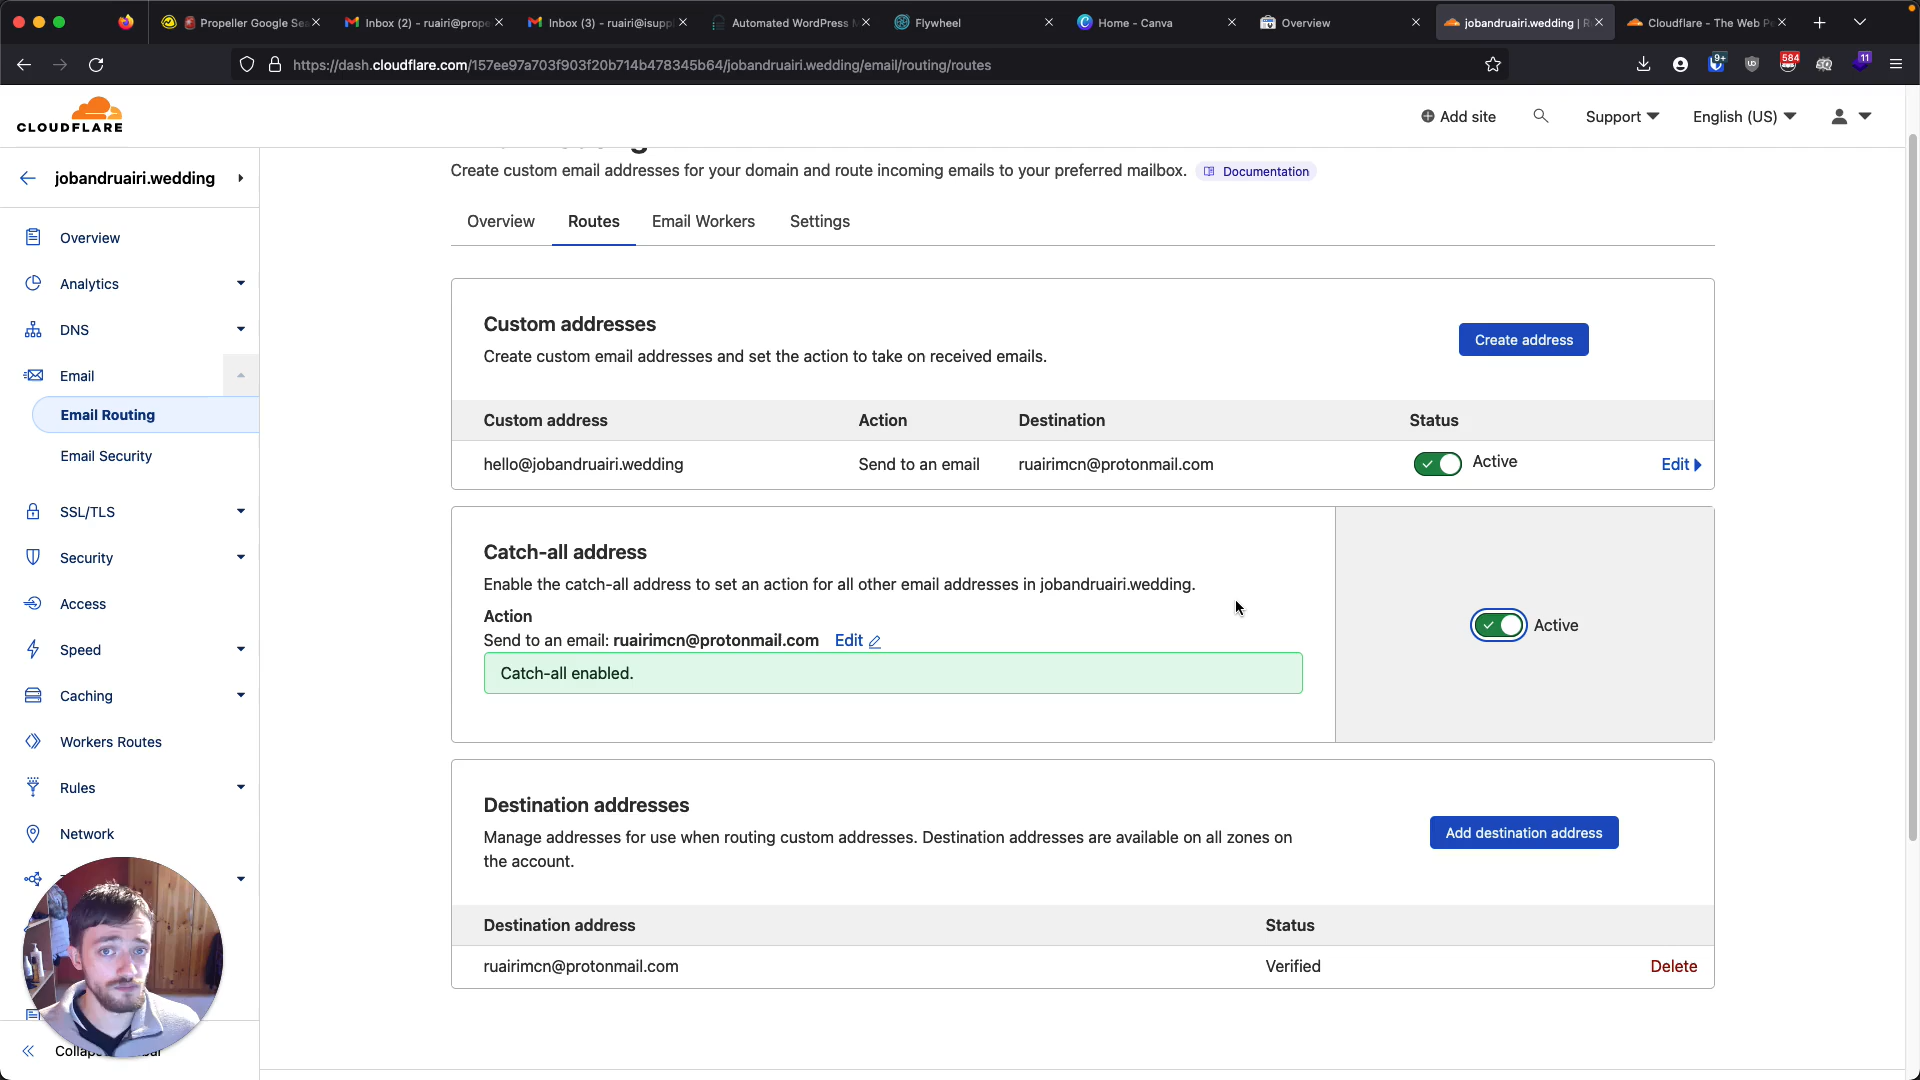 Propeller Google Se
Inbox (2) - ruairi@prope
Inbox (3) - ruairi@isupp
Automated WordPress
Flywheel
Home - Canva
Overview
jobandruairi.wedding | R
Cloudflare - The Web Pe
https://dash.cloudflare.com/157ee97a703f903f20b714b478345b64/jobandruairi.wedding/email/routing/routes
9+
584
11
CLOUDFLARE
Add site
Support
English (US)
jobandruairi.wedding
Overview
Analytics
DNS
Email
Email Routing
Email Security
SSL/TLS
Security
Access
Speed
Caching
Workers Routes
Rules
Network
Create custom email addresses for your domain and route incoming emails to your preferred mailbox.
Documentation
Overview
Routes
Email Workers
Settings
Custom addresses
Create custom email addresses and set the action to take on received emails.
Create address
Custom address
Action
Destination
Status
hello@jobandruairi.wedding
Send to an email
ruairimcn@protonmail.com
Active
Edit
Catch-all address
Enable the catch-all address to set an action for all other email addresses in jobandruairi.wedding.
Action
Send to an email: ruairimcn@protonmail.com
Edit
Catch-all enabled.
Active
Destination addresses
Manage addresses for use when routing custom addresses. Destination addresses are available on all zones on
the account.
Add destination address
Destination address
Status
ruairimcn@protonmail.com
Verified
Delete